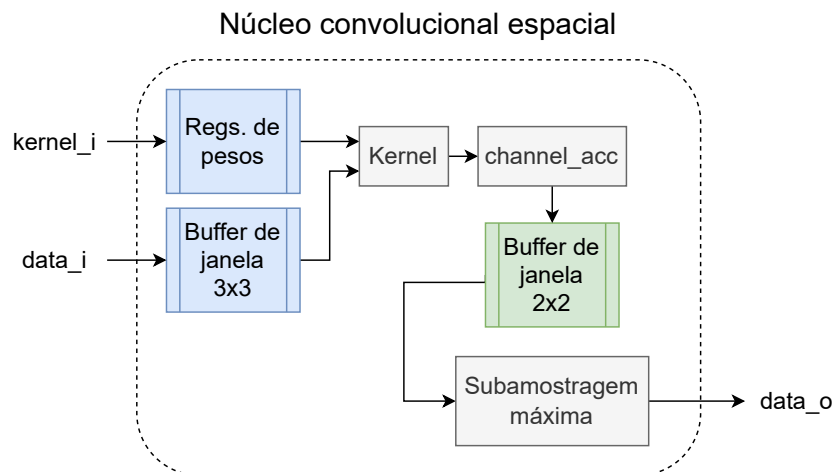 Núcleo convolucional espacial
kernel_i
Regs. de
pesos
Kernel
channel_acc
data_i
Buffer de
janela
3x3
Buffer de
janela
2x2
Subamostragem
máxima
data_o